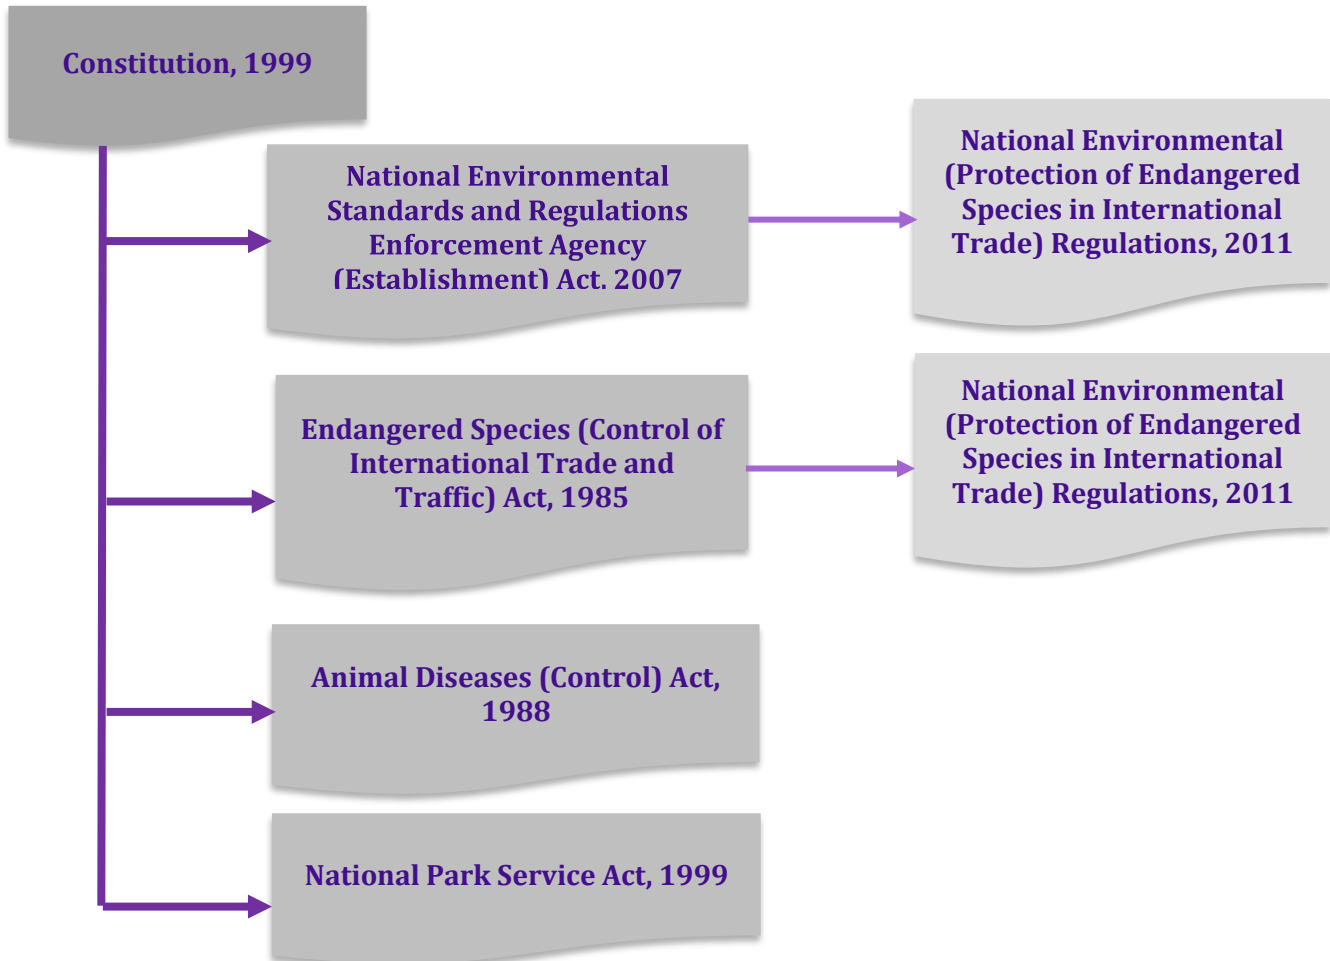 Constitution, 1999
National Environmental
Standards and Regulations
Enforcement Agency
(Establishment) Act, 2007
National Environmental
(Protection of Endangered
Species in International
Trade) Regulations, 2011
Endangered Species (Control of
International Trade and
Traffic) Act, 1985
National Environmental
(Protection of Endangered
Species in International
Trade) Regulations, 2011
Animal Diseases (Control) Act,
1988
National Park Service Act, 1999